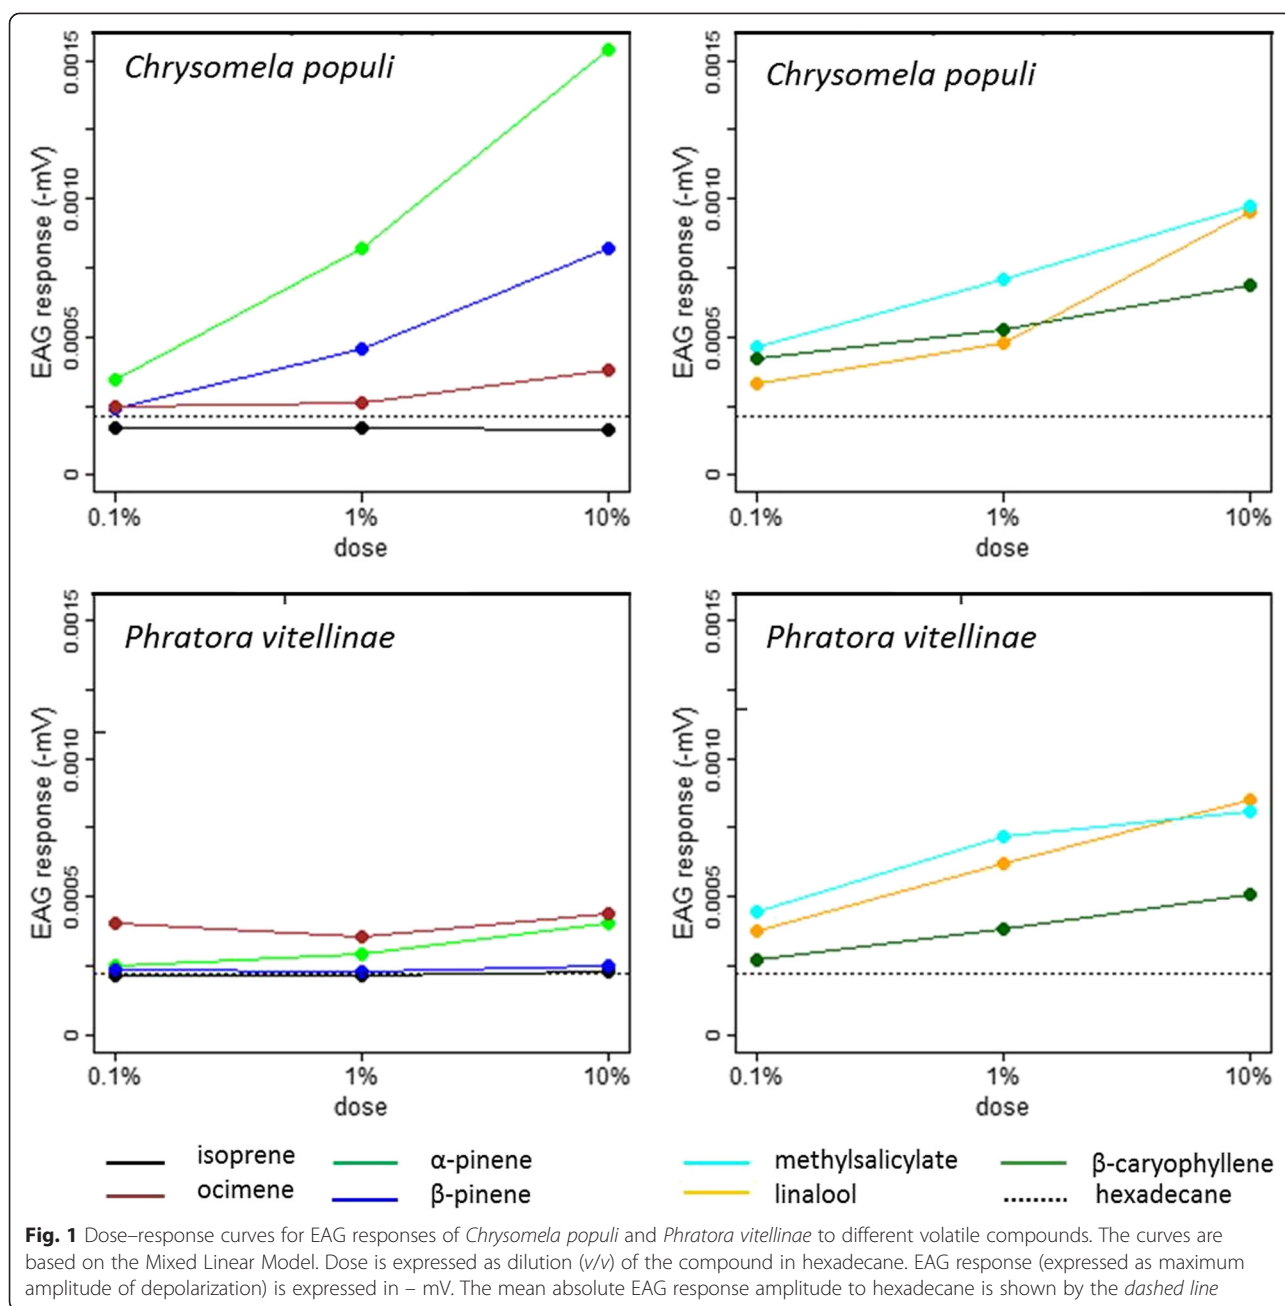 Chrysomela populi
EAG response (-mV)
0.0015
0.0010
0.0005
0
0.1%
1%
10%
dose
Chrysomela populi
EAG response (-mV)
0.0015
0.0010
0.0005
0
0.1%
1%
10%
dose
Phratora vitellinae
EAG response (-mV)
0.0015
0.0010
0.0005
0
0.1%
1%
10%
dose
Phratora vitellinae
EAG response (-mV)
0.0015
0.0010
0.0005
0
0.1%
1%
10%
dose
isoprene
α-pinene
methylsalicylate
β-caryophyllene
ocimene
β-pinene
linalool
hexadecane
Fig. 1 Dose–response curves for EAG responses of Chrysomela populi and Phratora vitellinae to different volatile compounds. The curves are
based on the Mixed Linear Model. Dose is expressed as dilution (v/v) of the compound in hexadecane. EAG response (expressed as maximum
amplitude of depolarization) is expressed in – mV. The mean absolute EAG response amplitude to hexadecane is shown by the dashed line